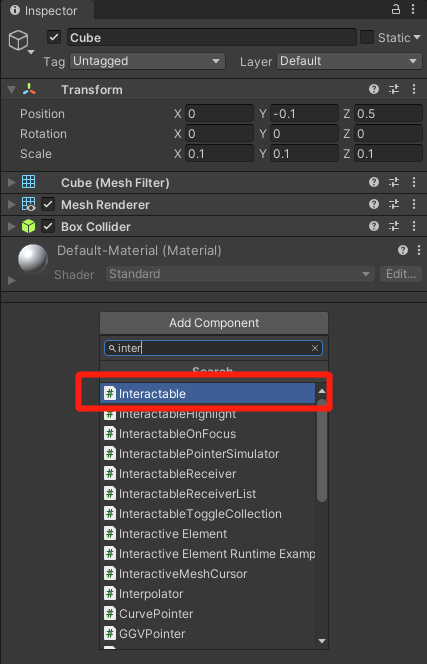 Inspector
Cube Static
Tag Untagged Layer Default
Transform
Position X 0 Y -0.1 Z 0.5
Rotation X 0 Y 0 Z 0
Scale X 0.1 Y 0.1 Z 0.1
Cube (Mesh Filter)
Mesh Renderer
Box Collider
Default-Material (Material)
Shader Standard Edit...
Add Component
inter
Search
Interactable
InteractableHighlight
InteractableOnFocus
InteractablePointerSimulator
InteractableReceiver
InteractableReceiverList
InteractableToggleCollection
Interactive Element
Interactive Element Runtime Examp
InteractiveMeshCursor
Interpolator
CurvePointer
GGVPointer